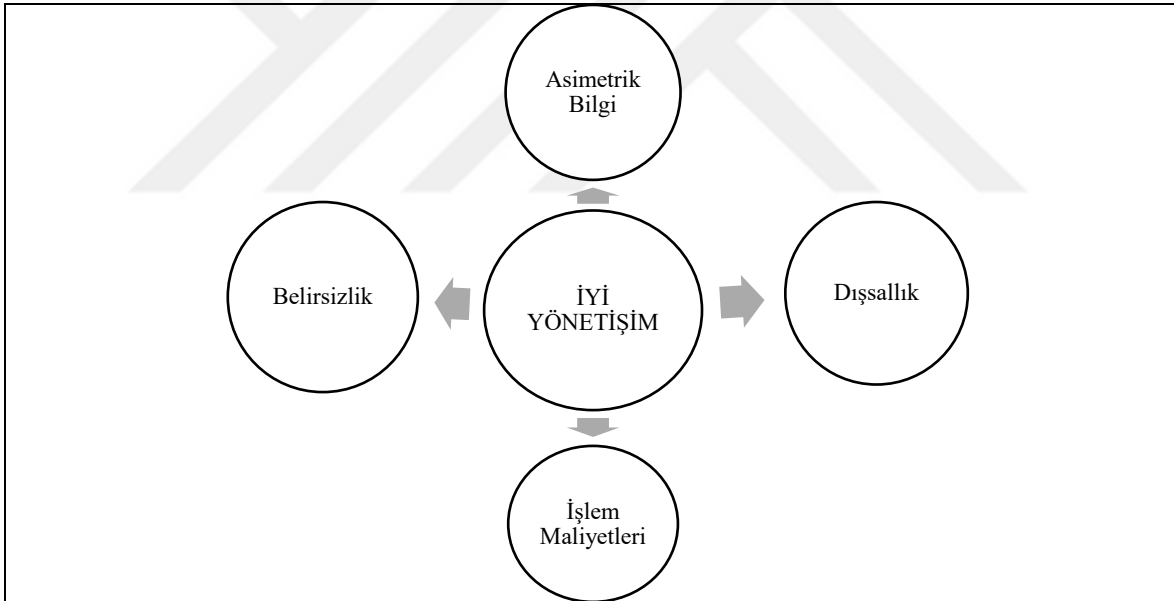 Asimetrik
Bilgi
Belirsizlik
İYİ
YÖNETİŞİM
Dışsallık
İşlem
Maliyetleri